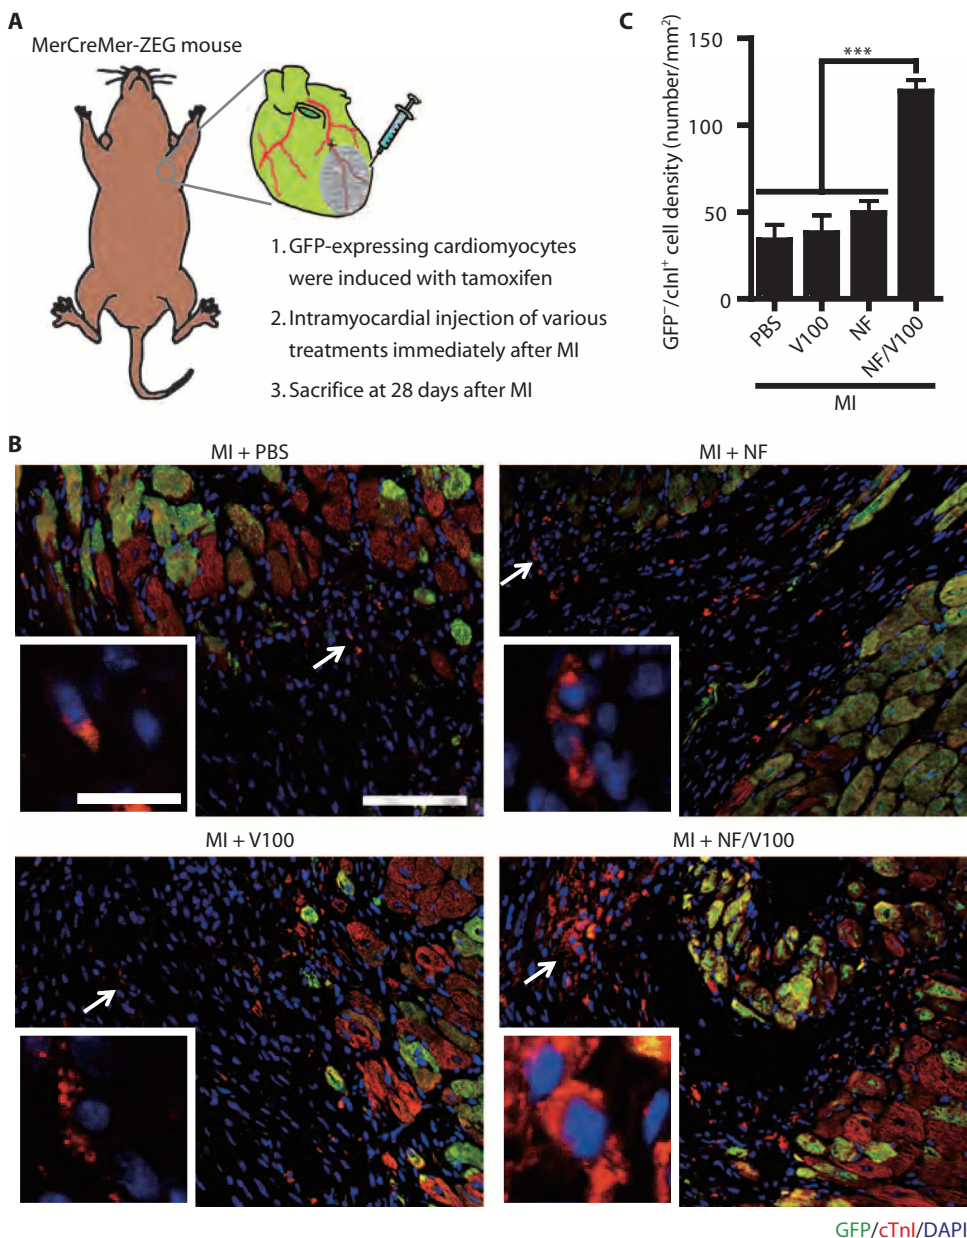 A
MerCreMer-ZEG mouse
1. GFP-expressing cardiomyocytes
were induced with tamoxifen
2. Intramyocardial injection of various
treatments immediately after MI
3. Sacrifice at 28 days after MI
C
GFP⁻/cInI⁺ cell density (number/mm²)
150
100
50
0
***
PBS
V100
NF
NF/V100
MI
B
MI + PBS
MI + NF
MI + V100
MI + NF/V100
GFP/cTnI/DAPI